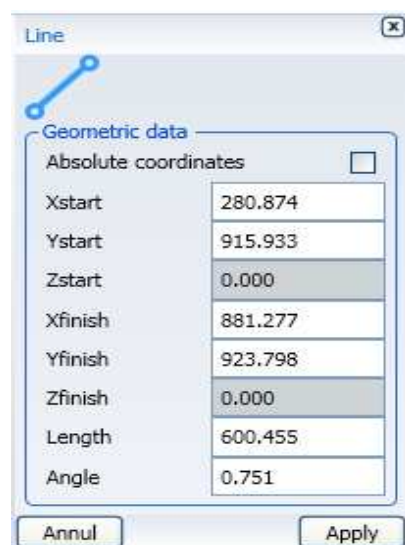 Line
Geometric data
Absolute coordinates
Xstart 280.874
Ystart 915.933
Zstart 0.000
Xfinish 881.277
Yfinish 923.798
Zfinish 0.000
Length 600.455
Angle 0.751
Annul Apply